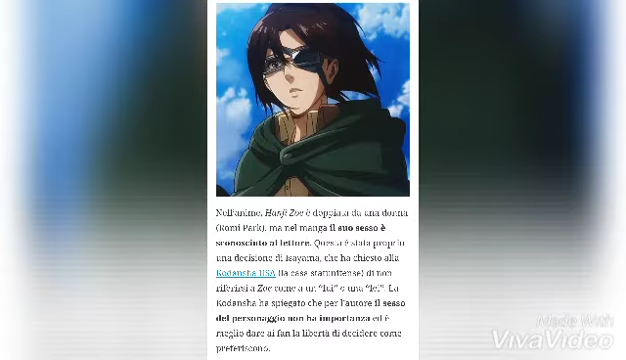 Nell'anime, Hanji Zoe è doppiata da una donna
(Romi Park), ma nel manga il suo sesso è
sconosciuto al lettore. Questa è stata proprio
una decisione di Isayama, che ha chiesto alla
Kodansha USA (la casa statunitense) di non
riferirsi a Zoe come a un "lui" o una "lei". La
Kodansha ha spiegato che per l'autore il sesso
del personaggio non ha importanza ed è
meglio dare ai fan la libertà di decidere come
preferiscono.
Made With
VivaVideo